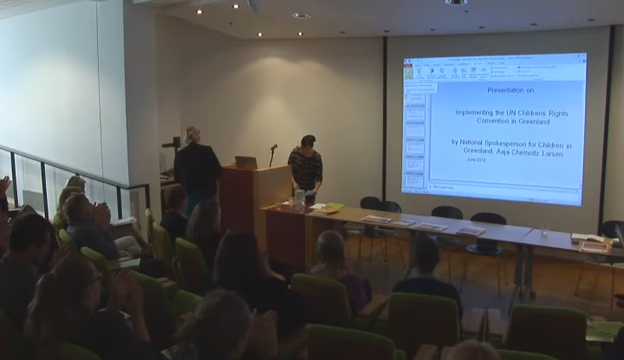 Presentation on
Implementing the UN Childrens Rights
Convention in Greenland
by National Spokesperson for Children in
Greenland, Aaja Chemnitz Larsen
June 2012